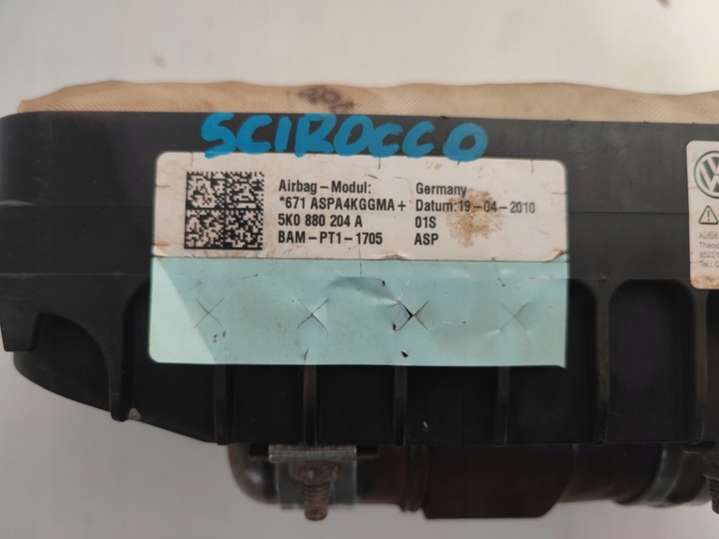 SCIROCCO
Airbag-Modul: Germany
*671 ASPA4KGGMA+ Datum:19-04-2010
5K0 880 204 A 01S
BAM-PT1-1705 ASP